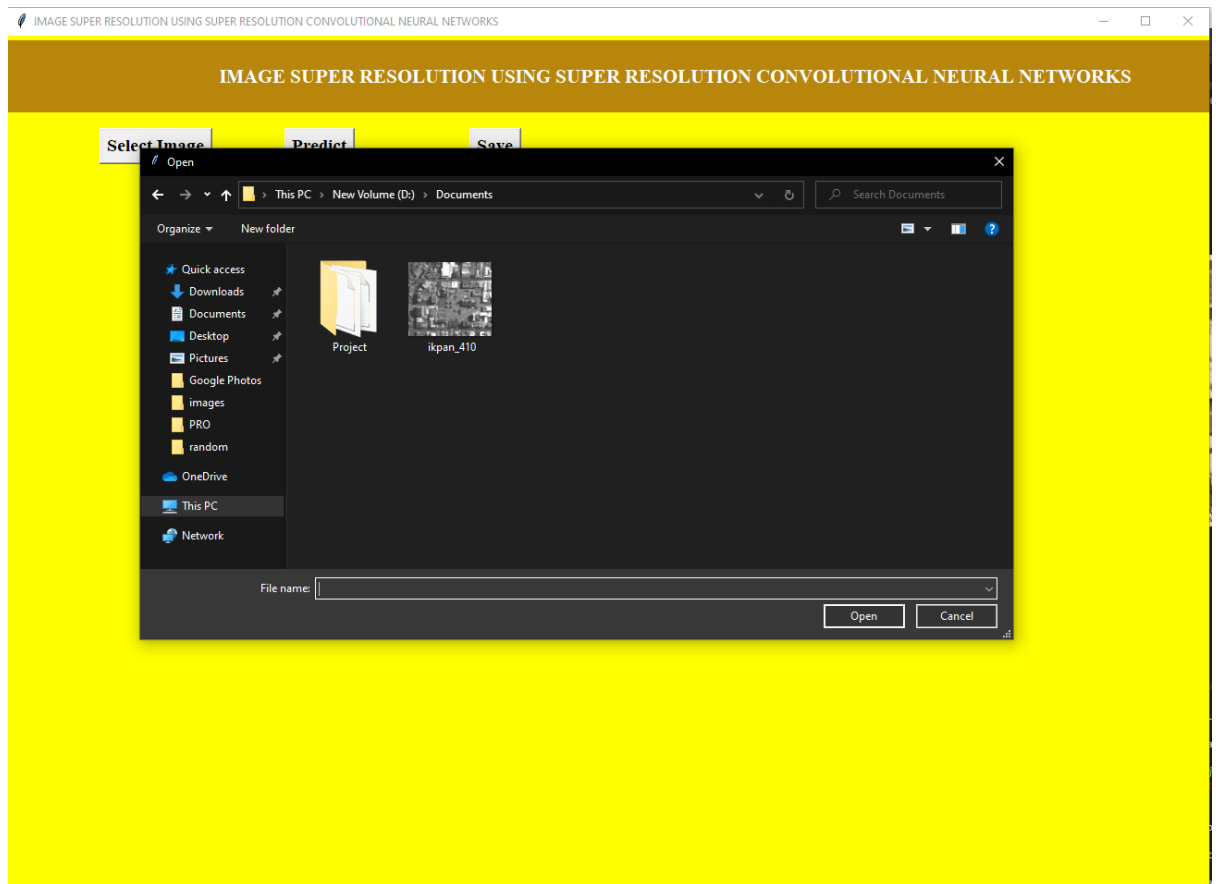 IMAGE SUPER RESOLUTION USING SUPER RESOLUTION CONVOLUTIONAL NEURAL NETWORKS
IMAGE SUPER RESOLUTION USING SUPER RESOLUTION CONVOLUTIONAL NEURAL NETWORKS
Select Image Predict Save
Open
This PC > New Volume (D:) > Documents Search Documents
Organize New folder
Quick access
Downloads
Documents
Desktop
Pictures
Google Photos
images
PRO
random
OneDrive
This PC
Network
Project ikpan_410
File name:
Open Cancel